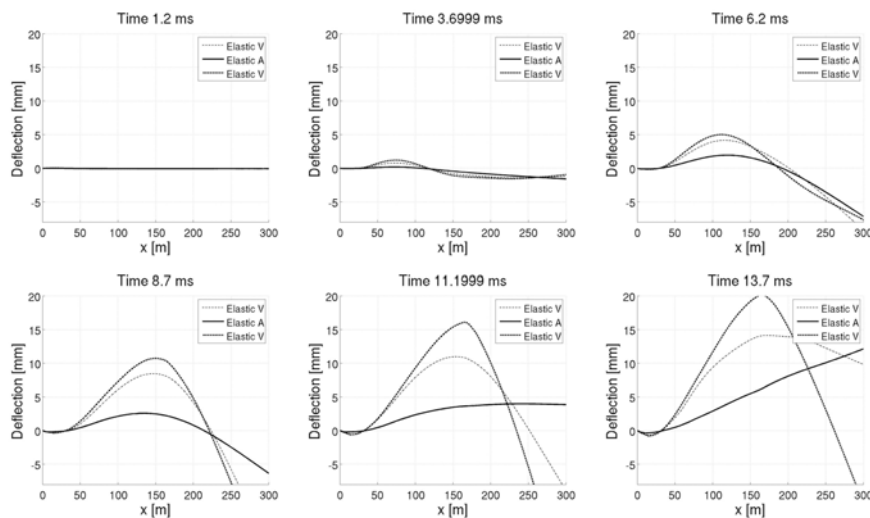 Time 1.2 ms
20
15
10
5
0
-5
Deflection [mm]
Elastic V
Elastic A
Elastic V
0 50 100 150 200 250 300
x [m]
Time 3.6999 ms
20
15
10
5
0
-5
Deflection [mm]
Elastic V
Elastic A
Elastic V
0 50 100 150 200 250 300
x [m]
Time 6.2 ms
20
15
10
5
0
-5
Deflection [mm]
Elastic V
Elastic A
Elastic V
0 50 100 150 200 250 300
x [m]
Time 8.7 ms
20
15
10
5
0
-5
Deflection [mm]
Elastic V
Elastic A
Elastic V
0 50 100 150 200 250 300
x [m]
Time 11.1999 ms
20
15
10
5
0
-5
Deflection [mm]
Elastic V
Elastic A
Elastic V
0 50 100 150 200 250 300
x [m]
Time 13.7 ms
20
15
10
5
0
-5
Deflection [mm]
Elastic V
Elastic A
Elastic V
0 50 100 150 200 250 300
x [m]